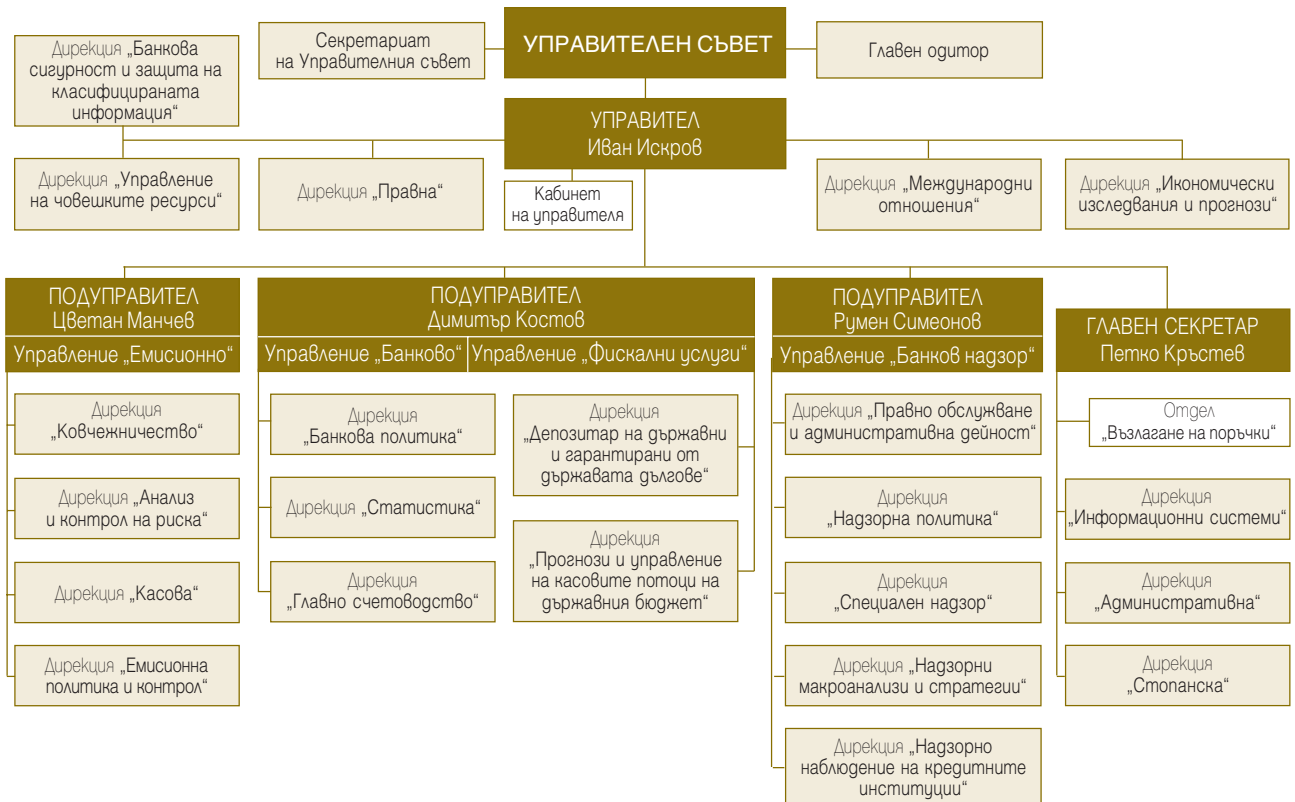 УПРАВИТЕЛЕН СЪВЕТ
Секретариат
на Управителния съвет
Главен одитор
Дирекция „Банкова
сигурност и защита на
класифицираната
информация“
УПРАВИТЕЛ
Иван Искров
Дирекция „Управление
на човешките ресурси“
Дирекция „Правна“
Кабинет
на управителя
Дирекция „Международни
отношения“
Дирекция „Икономически
изследвания и прогнози“
ПОДУПРАВИТЕЛ
Цветан Манчев
Управление „Емисионно“
Дирекция
„Ковчежничество“
Дирекция „Анализ
и контрол на риска“
Дирекция „Касова“
Дирекция „Емисионна
политика и контрол“
ПОДУПРАВИТЕЛ
Димитър Костов
Управление „Банково“
Дирекция
„Банкова политика“
Дирекция „Статистика“
Дирекция
„Главно счетоводство“
Управление „Фискални услуги“
Дирекция
„Депозитар на държавни
и гарантирани от
държавата дългове“
Дирекция
„Прогнози и управление
на касовите потоци на
държавния бюджет“
ПОДУПРАВИТЕЛ
Румен Симеонов
Управление „Банков надзор“
Дирекция „Правно обслужване
и административна дейност“
Дирекция
„Надзорна политика“
Дирекция
„Специален надзор“
Дирекция „Надзорни
макроанализи и стратегии“
Дирекция „Надзорно
наблюдение на кредитните
институции“
ГЛАВЕН СЕКРЕТАР
Петко Кръстев
Отдел
„Възлагане на поръчки“
Дирекция
„Информационни системи“
Дирекция
„Административна“
Дирекция
„Стопанска“